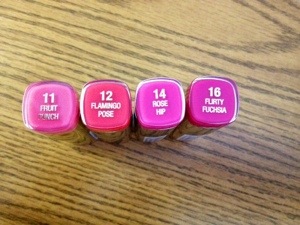 11
FRUIT
PUNCH
12
FLAMINGO
POSE
14
ROSE
HIP
16
FLIRTY
FUCHSIA